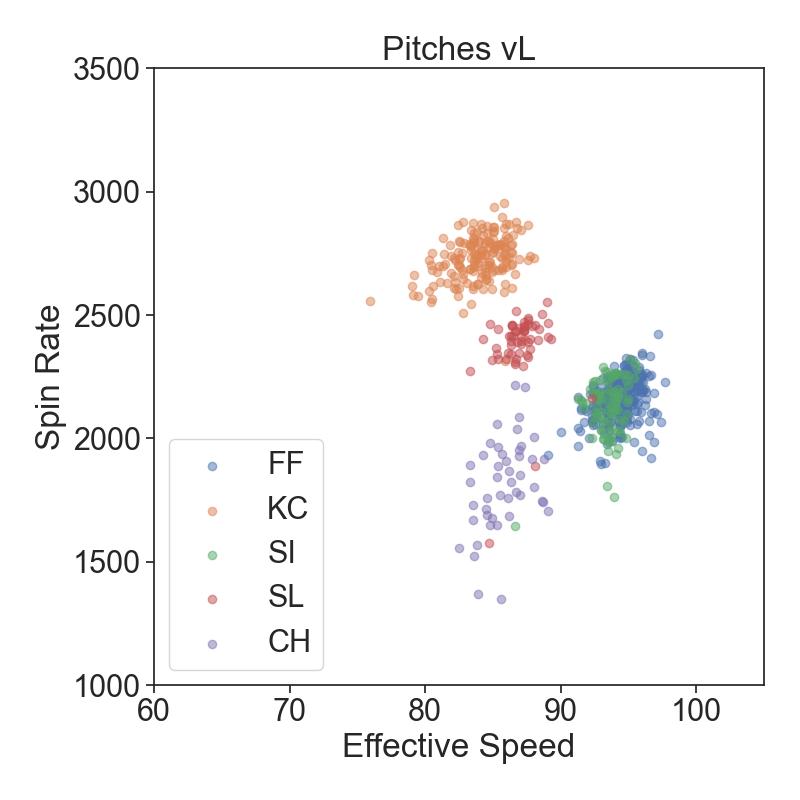 Pitches vL
3500
3000
2500
2000
1500
1000
Spin Rate
FF
KC
SI
SL
CH
60 70 80 90 100
Effective Speed